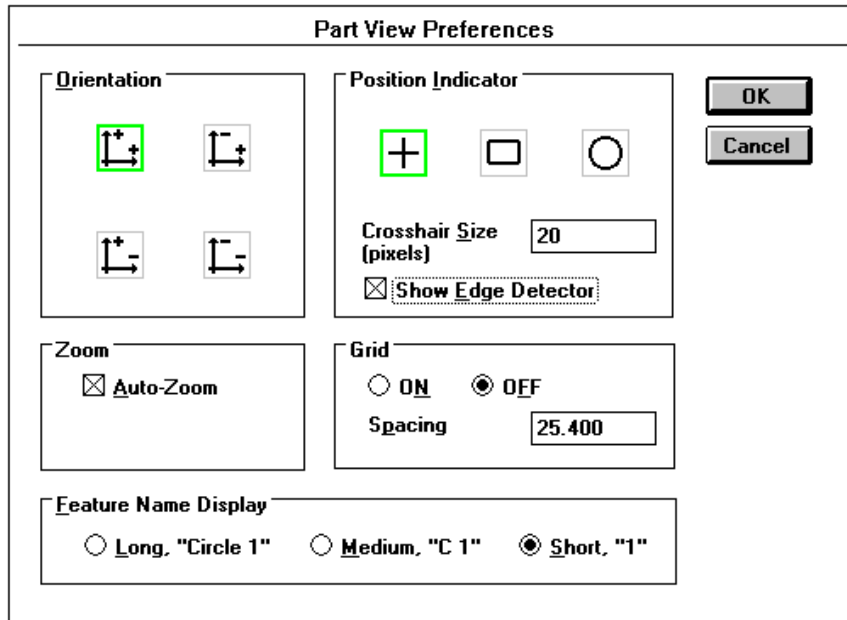 Part View Preferences
Orientation
Position Indicator
OK
Cancel
Crosshair Size
(pixels)
20
Show Edge Detector
Zoom
Auto-Zoom
Grid
ON
OFF
Spacing
25.400
Feature Name Display
Long, "Circle 1"
Medium, "C 1"
Short, "1"